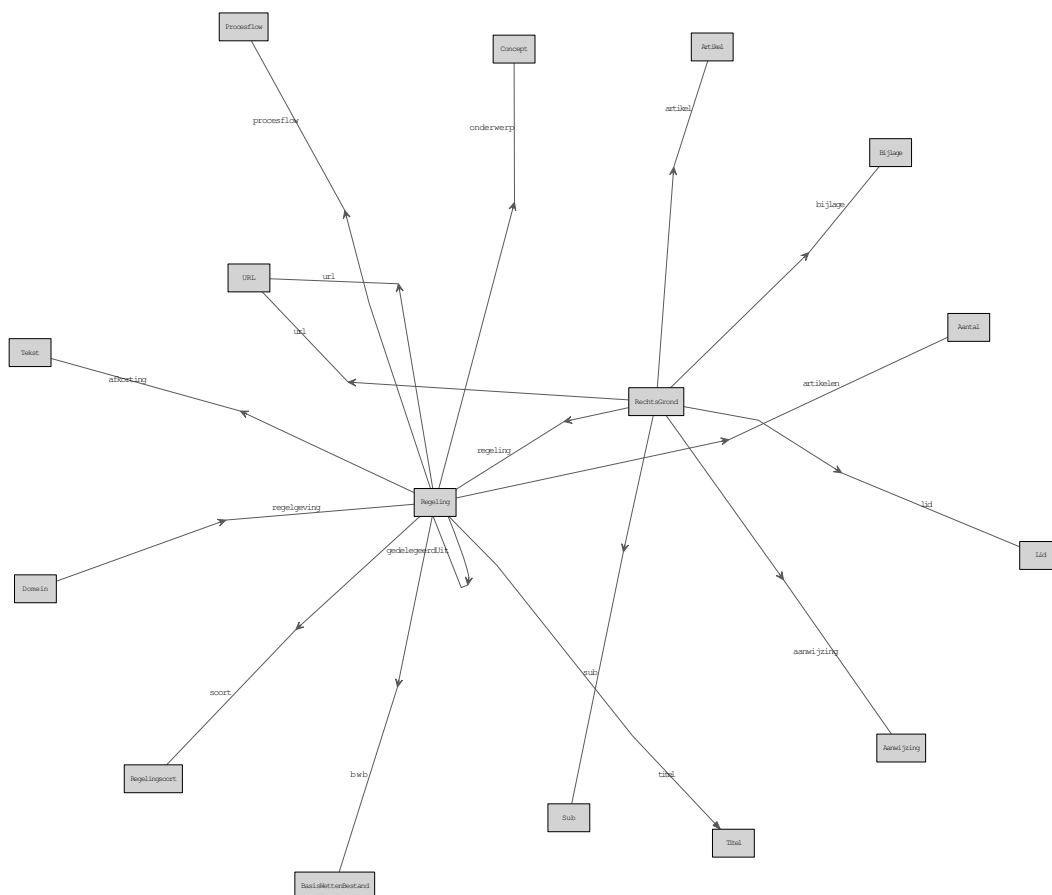 Procesflow
Concept
Artikel
artikel
procesflow
onderwerp
Bijlage
bijlage
URL
url
url
Tekst
Aantal
afkorting
artikelen
RechtsGrond
regeling
Regeling
regelgeving
lid
gedelegeerdUit
Lid
Domein
aanwijzing
sub
soort
Aanwijzing
Regelingsoort
bwb
titel
Sub
Titel
BasisWettenBestand